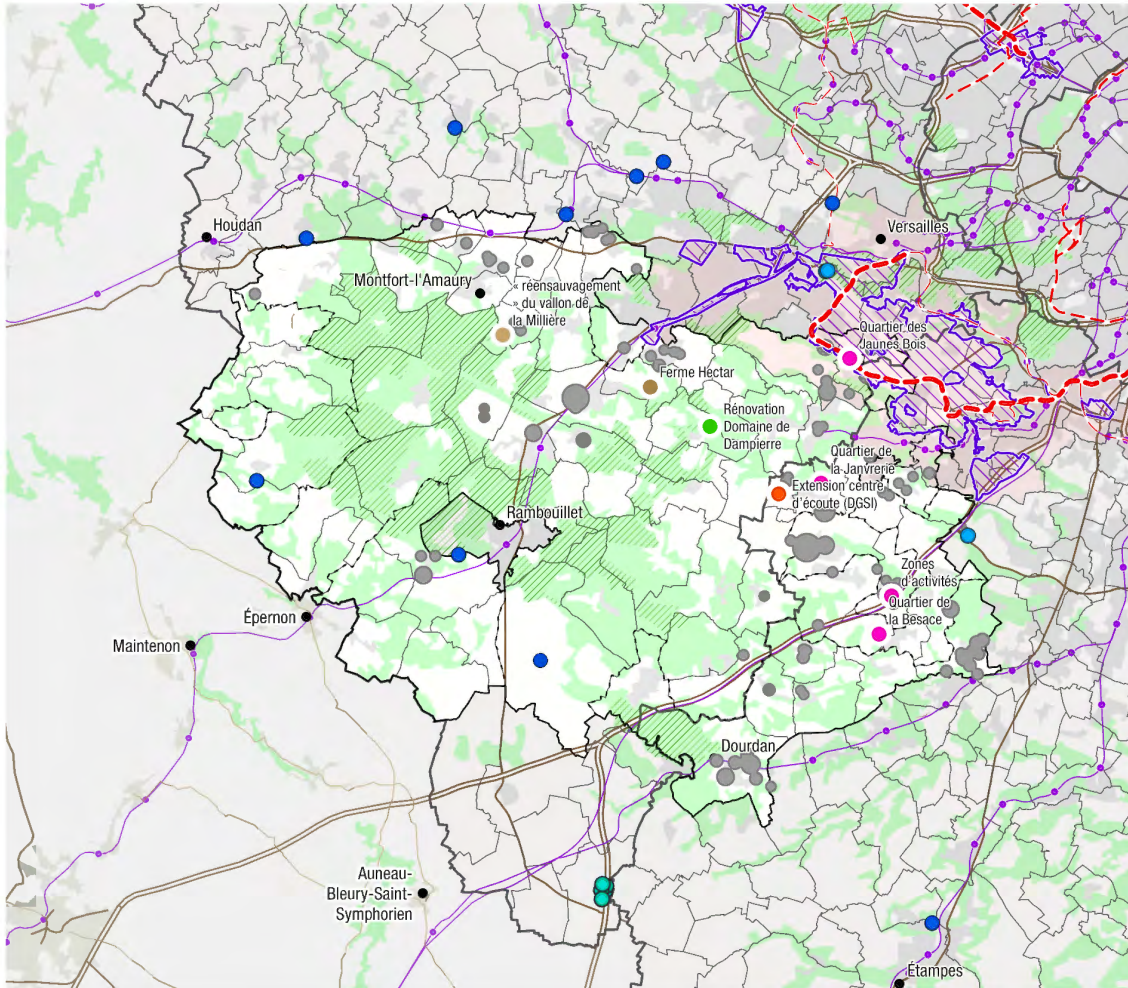 Houdan
Versailles
Montfort-l'Amaury
« réensauvagement
» du vallon de
la Millière
Quartier des
Jaunes Bois
Ferme Hectar
Rénovation
Domaine de
Dampierre
Quartier de
la Janvrerie
Extension centre
d'écoute (DGSI)
Rambouillet
Zones
d'activités
Quartier de
la Besace
Épernon
Maintenon
Dourdan
Auneau-
Bleury-Saint-
Symphorien
Étampes